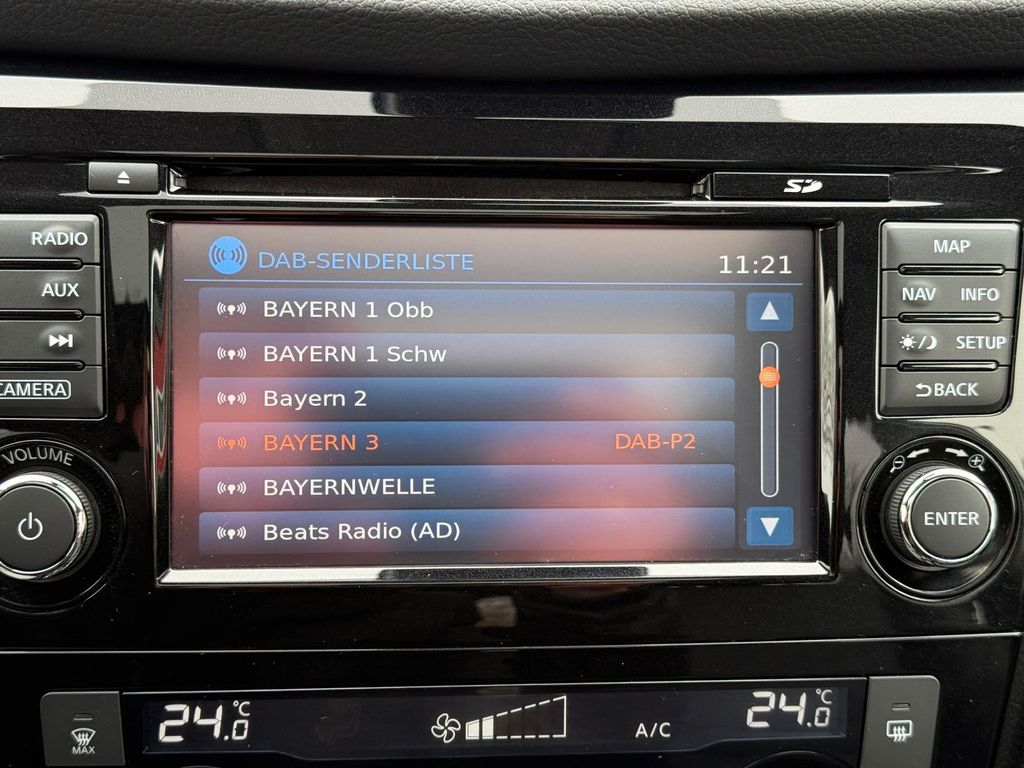 SD
RADIO
AUX
CAMERA
VOLUME
DAB-SENDERLISTE 11:21
BAYERN 1 Obb
BAYERN 1 Schw
Bayern 2
BAYERN 3 DAB-P2
BAYERNWELLE
Beats Radio (AD)
MAP
NAV INFO
SETUP
BACK
ENTER
MAX
24.0 °C
A/C
24.0 °C